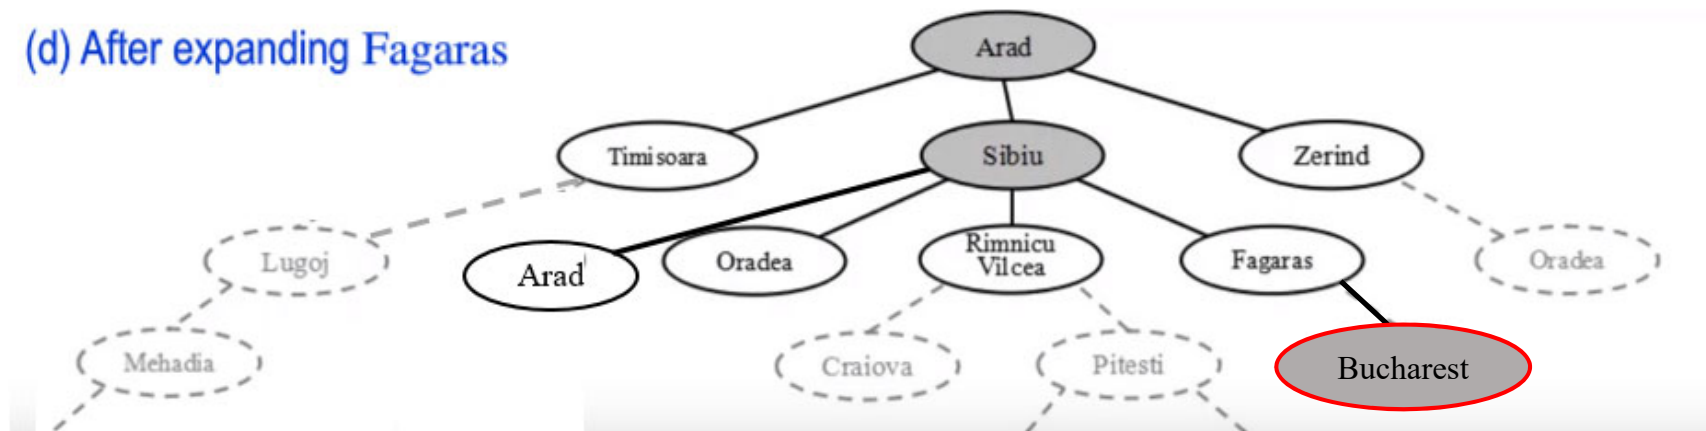 (d) After expanding Fagaras
Arad
Timisoara
Sibiu
Zerind
Lugoj
Arad
Oradea
Rimnicu
Vilcea
Fagaras
Oradea
Mehadia
Craiova
Pitesti
Bucharest